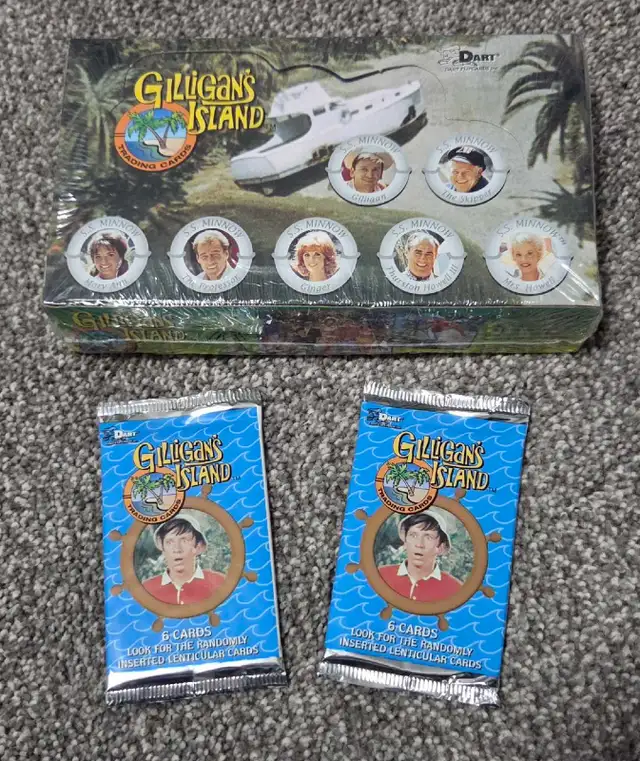 DART
GILLIGAN'S
ISLAND
TRADING CARDS
S.S. MINNOW
Gilligan
S.S. MINNOW
The Skipper
S.S. MINNOW
Mary Ann
S.S. MINNOW
The Professor
S.S. MINNOW
Ginger
S.S. MINNOW
Thurston Howell III
S.S. MINNOW
Mrs. Howell
GILLIGAN'S
ISLAND
DART
GILLIGAN'S
ISLAND
TRADING CARDS
6 CARDS
LOOK FOR THE RANDOMLY
INSERTED LENTICULAR CARDS
DART
GILLIGAN'S
ISLAND
TRADING CARDS
6 CARDS
LOOK FOR THE RANDOMLY
INSERTED LENTICULAR CARDS